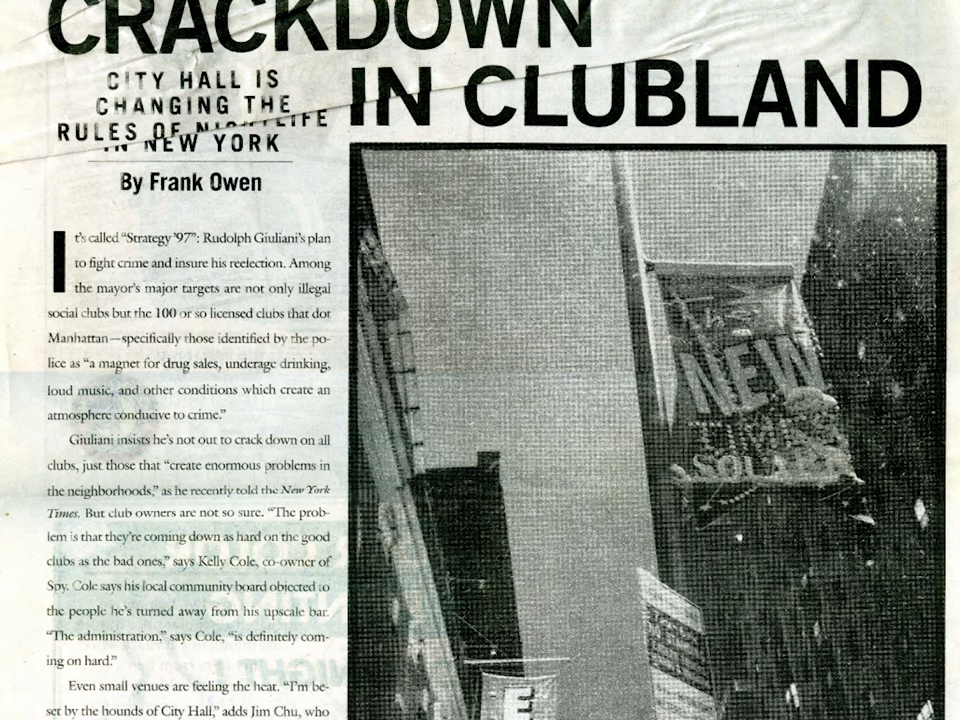 CRACKDOWN
IN CLUBLAND
CITY HALL IS
CHANGING THE
RULES OF NIGHTLIFE
IN NEW YORK
By Frank Owen
It's called "Strategy '97": Rudolph Giuliani's plan
to fight crime and insure his reelection. Among
the mayor's major targets are not only illegal
social clubs but the 100 or so licensed clubs that dot
Manhattan—specifically those identified by the po-
lice as "a magnet for drug sales, underage drinking,
loud music, and other conditions which create an
atmosphere conducive to crime."
Giuliani insists he's not out to crack down on all
clubs, just those that "create enormous problems in
the neighborhoods," as he recently told the New York
Times. But club owners are not so sure. "The prob-
lem is that they're coming down as hard on the good
clubs as the bad ones," says Kelly Cole, co-owner of
Spy. Cole says his local community board objected to
the people he's turned away from his upscale bar.
"The administration," says Cole, "is definitely com-
ing on hard."
Even small venues are feeling the heat. "I'm be-
set by the hounds of City Hall," adds Jim Chu, who
NEW